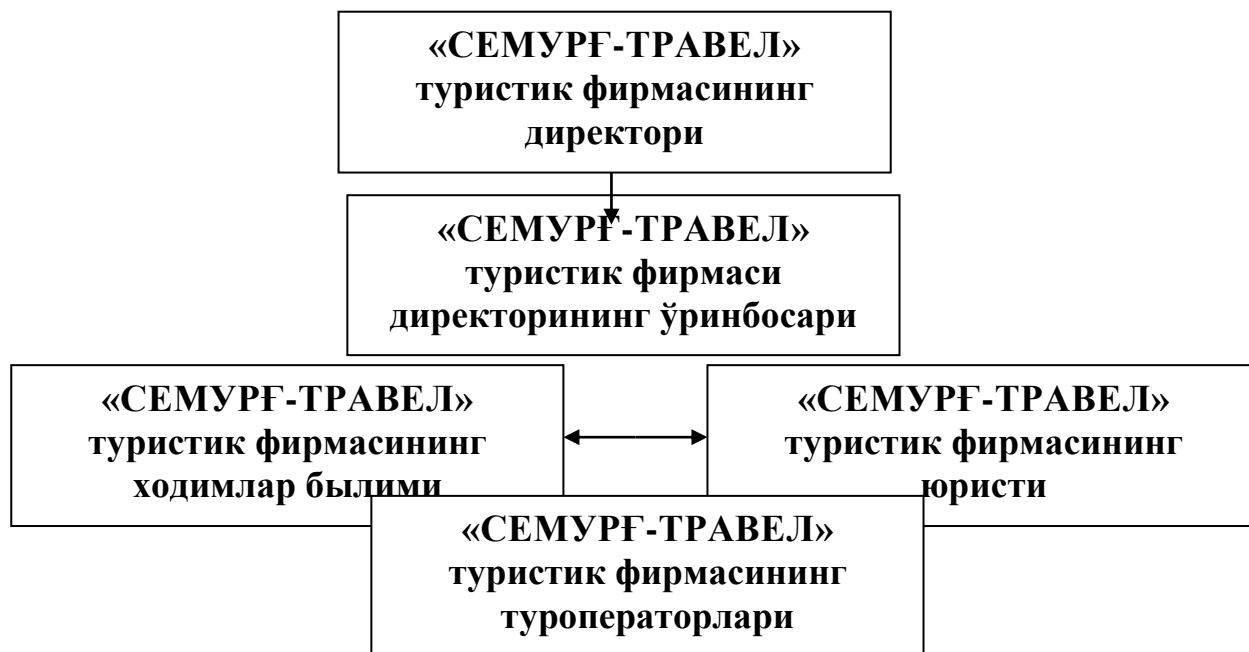 «СЕМУРҒ-ТРАВЕЛ»
туристик фирмасининг
директори
«СЕМУРҒ-ТРАВЕЛ»
туристик фирмаси
директорининг ўринбосари
«СЕМУРҒ-ТРАВЕЛ»
туристик фирмасининг
ходимлар былими
«СЕМУРҒ-ТРАВЕЛ»
туристик фирмасининг
юристи
«СЕМУРҒ-ТРАВЕЛ»
туристик фирмасининг
туроператорлари